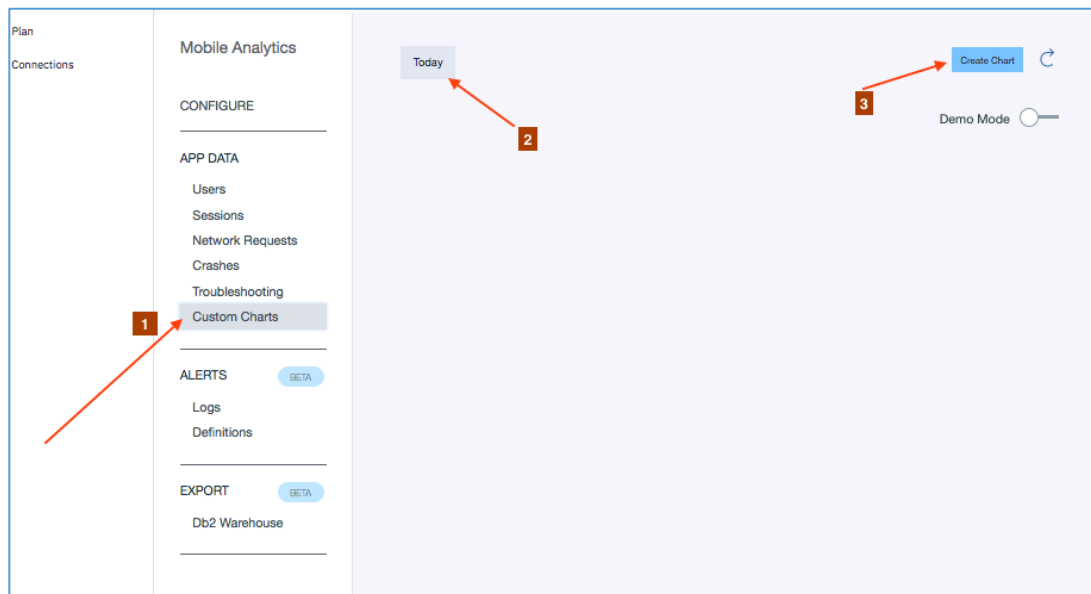 Plan
Connections
Mobile Analytics
CONFIGURE
APP DATA
Users
Sessions
Network Requests
Crashes
Troubleshooting
Custom Charts
1
ALERTS BETA
Logs
Definitions
EXPORT BETA
Db2 Warehouse
Today
2
Create Chart
3
Demo Mode